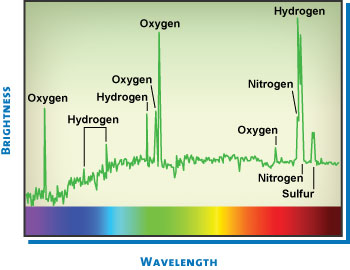 Hydrogen
Oxygen
Oxygen
Nitrogen
Oxygen
Hydrogen
Hydrogen
Oxygen
Nitrogen
Sulfur
BRIGHTNESS
WAVELENGTH